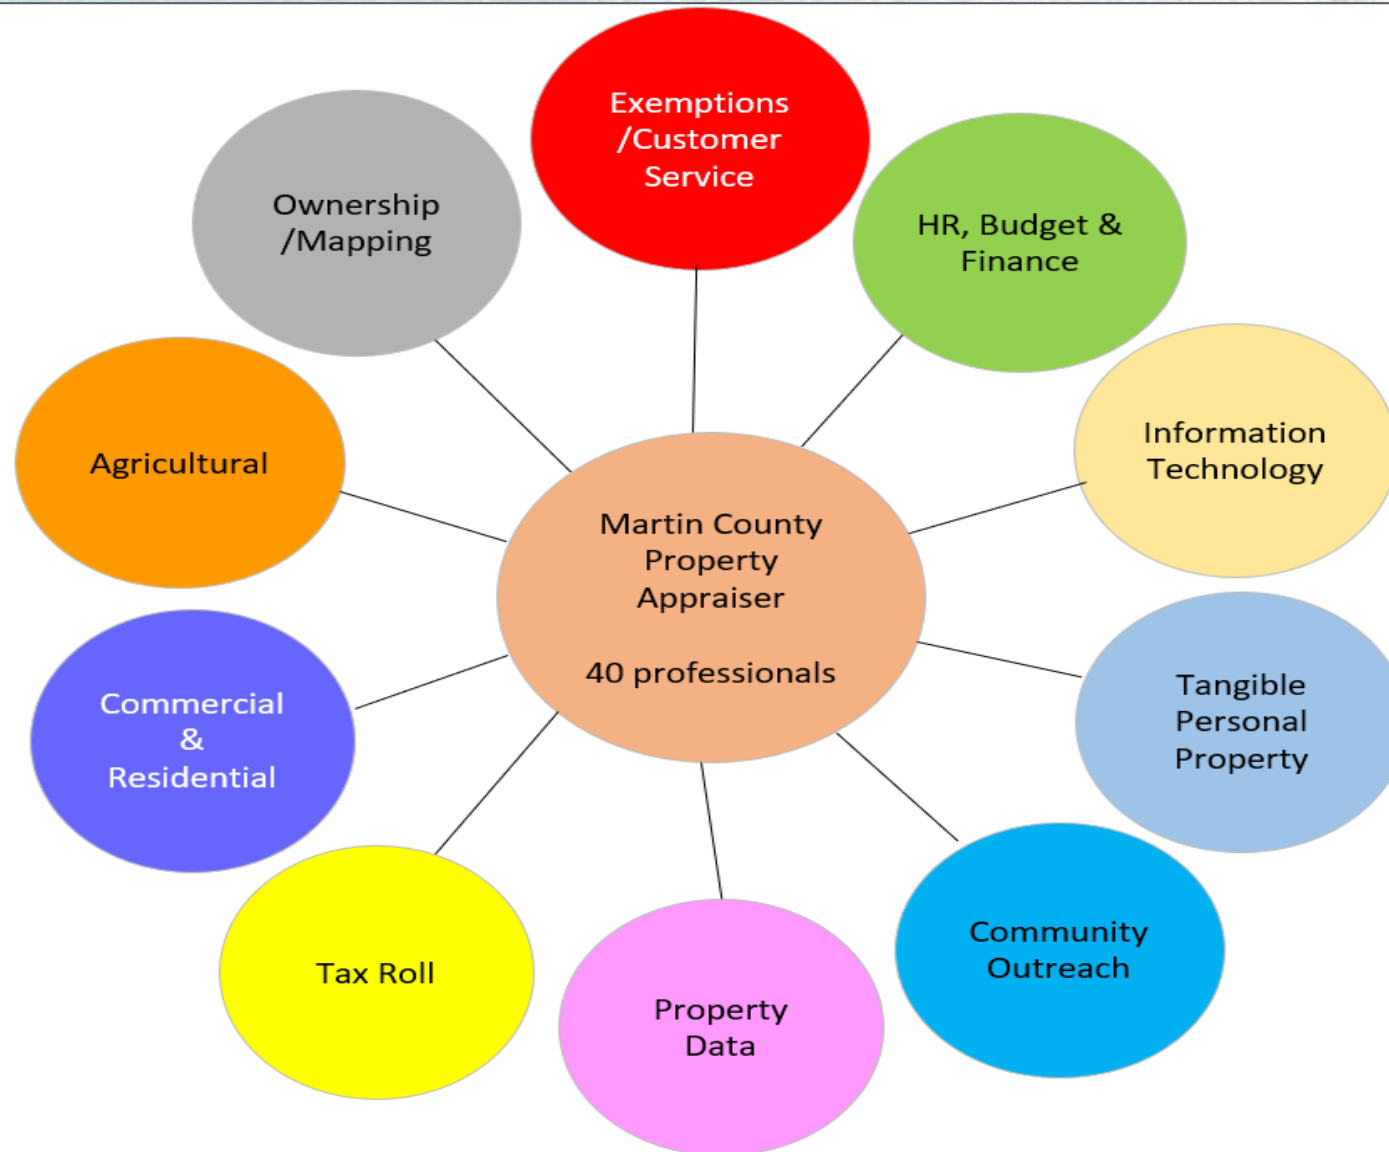 Exemptions
/Customer
Service
HR, Budget &
Finance
Information
Technology
Tangible
Personal
Property
Community
Outreach
Property
Data
Tax Roll
Commercial
&
Residential
Agricultural
Ownership
/Mapping
Martin County
Property
Appraiser
40 professionals